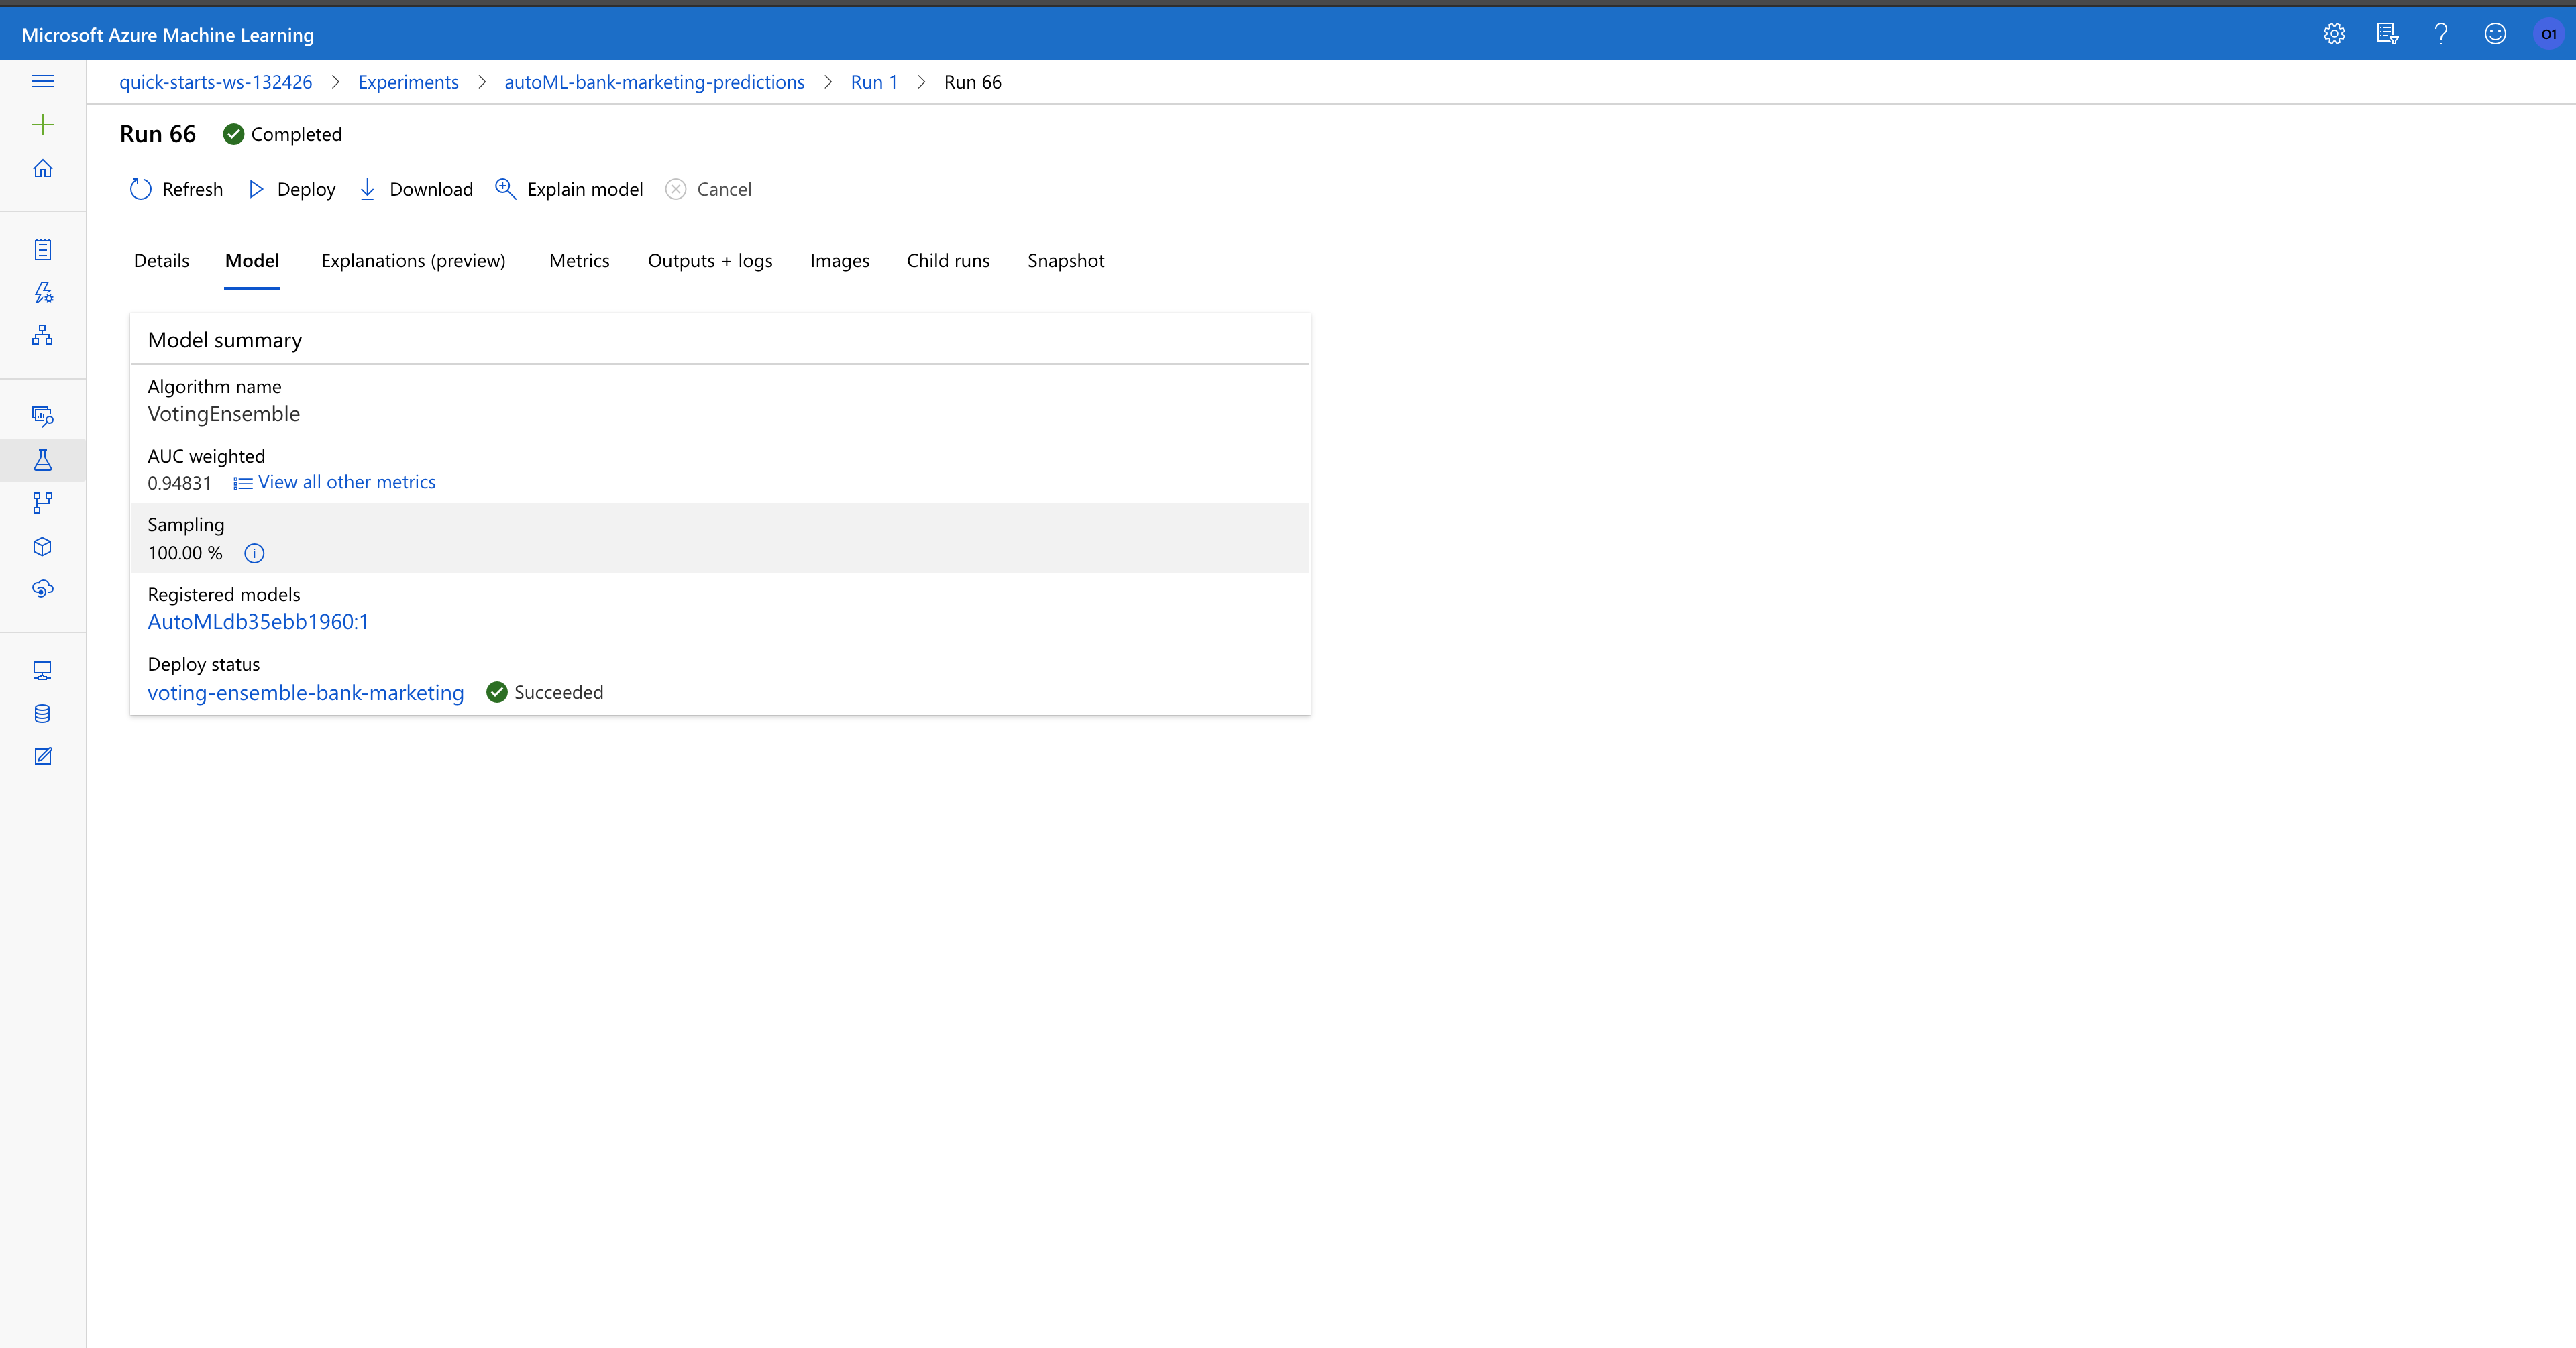 Microsoft Azure Machine Learning
O1
quick-starts-ws-132426 > Experiments > autoML-bank-marketing-predictions > Run 1 > Run 66
Run 66 Completed
Refresh Deploy Download Explain model Cancel
Details Model Explanations (preview) Metrics Outputs + logs Images Child runs Snapshot
Model summary
Algorithm name
VotingEnsemble
AUC weighted
0.94831 View all other metrics
Sampling
100.00 %
Registered models
AutoMLdb35ebb1960:1
Deploy status
voting-ensemble-bank-marketing Succeeded